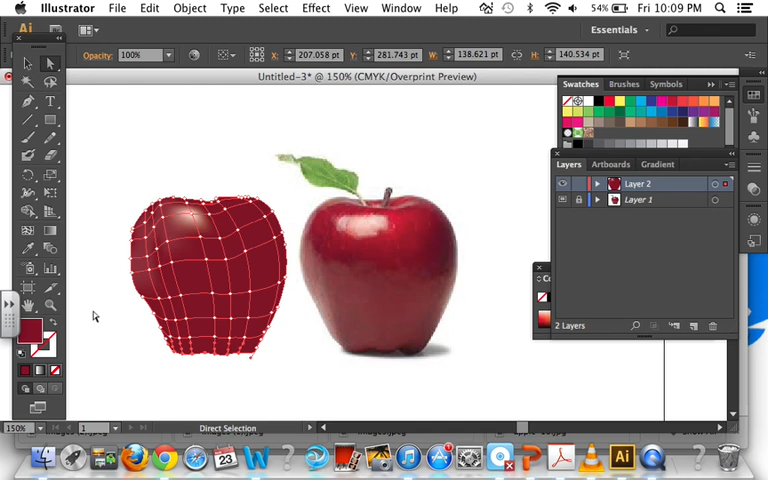 Illustrator File Edit Object Type Select Effect View Window Help 54% Fri 10:09 PM
Ai Essentials
Opacity: 100% X: 207.058 pt Y: 281.743 pt W: 138.621 pt H: 140.534 pt
Untitled-3* @ 150% (CMYK/Overprint Preview)
Swatches Brushes Symbols
Layers Artboards Gradient
Layer 2
Layer 1
2 Layers
150% 1 Direct Selection
23
Ai